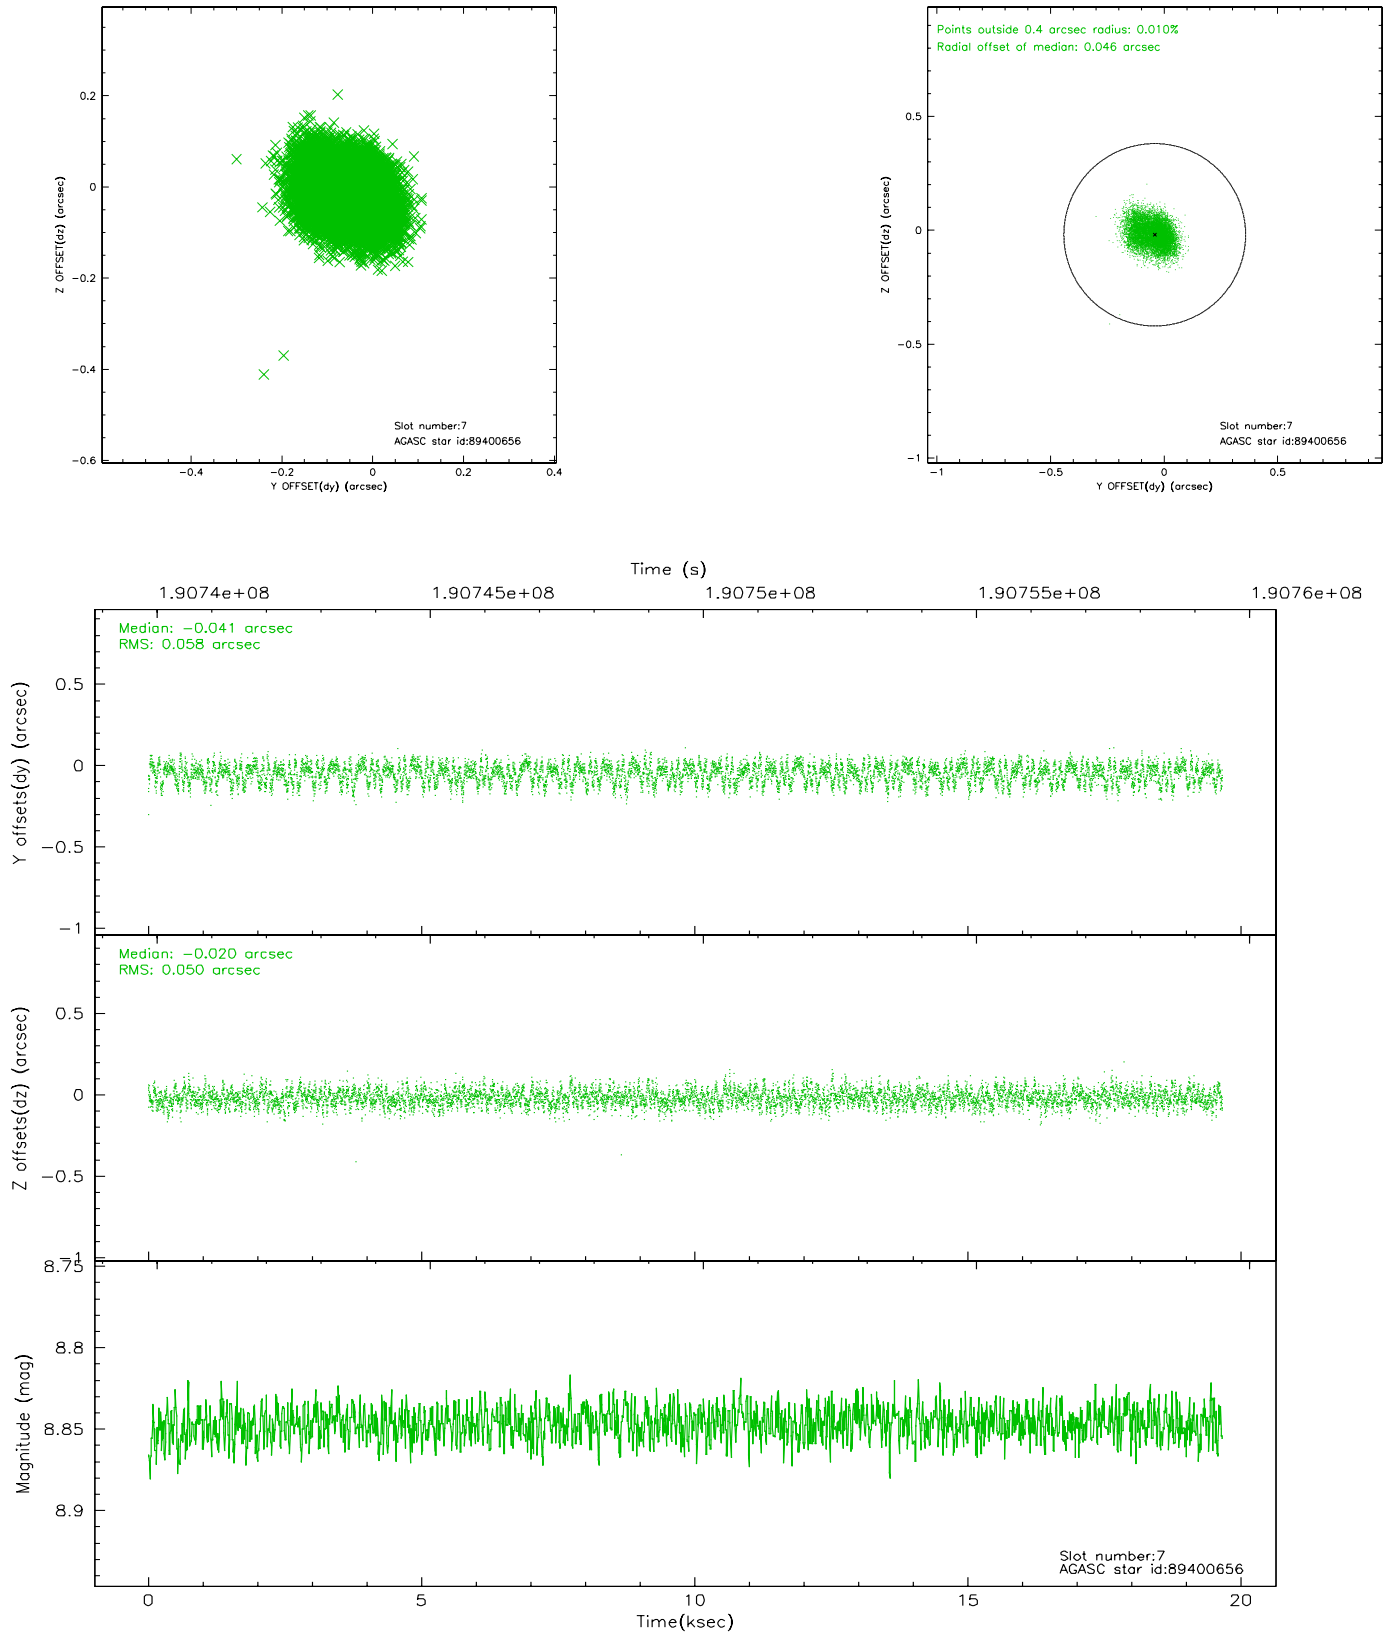 0.2
0
−0.2
−0.4
−0.6
Z OFFSET(dz) (arcsec)
Slot number:7
AGASC star id:89400656
−0.4 −0.2 0 0.2 0.4
Y OFFSET(dy) (arcsec)
Points outside 0.4 arcsec radius: 0.010%
Radial offset of median: 0.046 arcsec
0.5
0
−0.5
−1
Z OFFSET(dz) (arcsec)
Slot number:7
AGASC star id:89400656
−1 −0.5 0 0.5
Y OFFSET(dy) (arcsec)
Time (s)
1.9074e+08 1.90745e+08 1.9075e+08 1.90755e+08 1.9076e+08
Median: −0.041 arcsec
RMS: 0.058 arcsec
0.5
0
−0.5
−1
Y offsets(dy) (arcsec)
Median: −0.020 arcsec
RMS: 0.050 arcsec
0.5
0
−0.5
−1
Z offsets(dz) (arcsec)
8.75
8.8
8.85
8.9
Magnitude (mag)
Slot number:7
AGASC star id:89400656
0 5 10 15 20
Time(ksec)